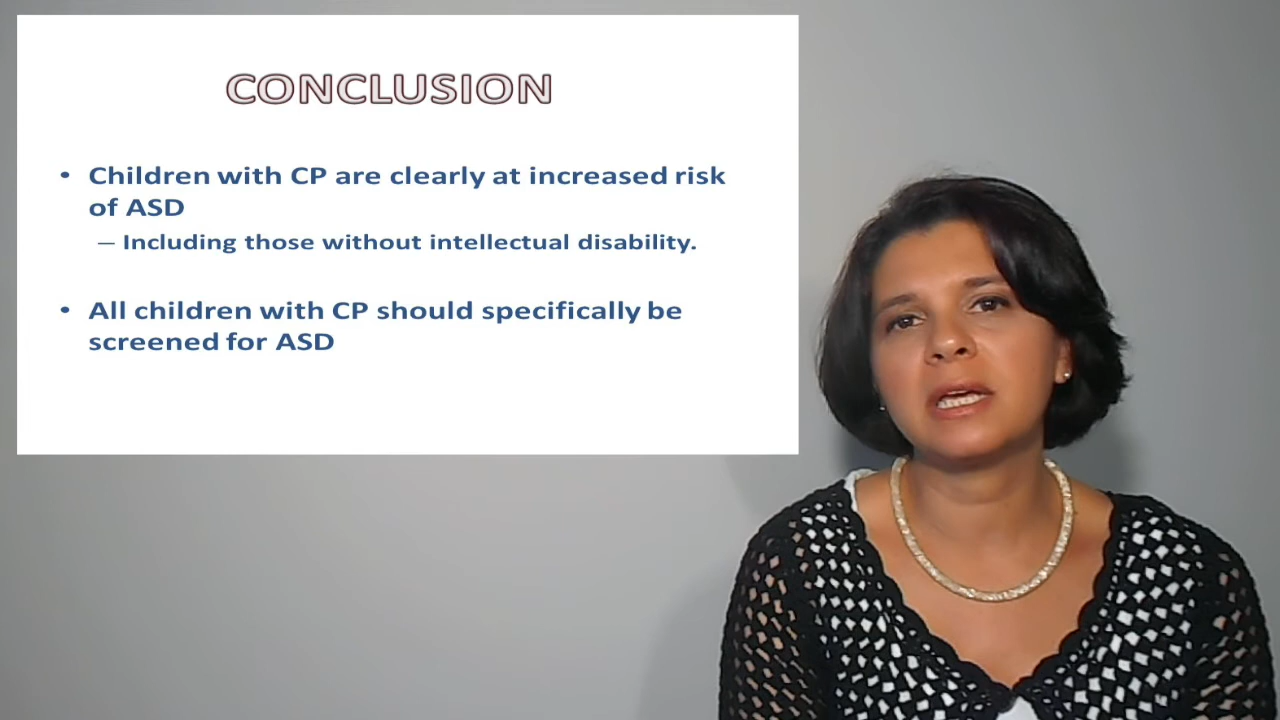 CONCLUSION
• Children with CP are clearly at increased risk
of ASD
– Including those without intellectual disability.
• All children with CP should specifically be
screened for ASD